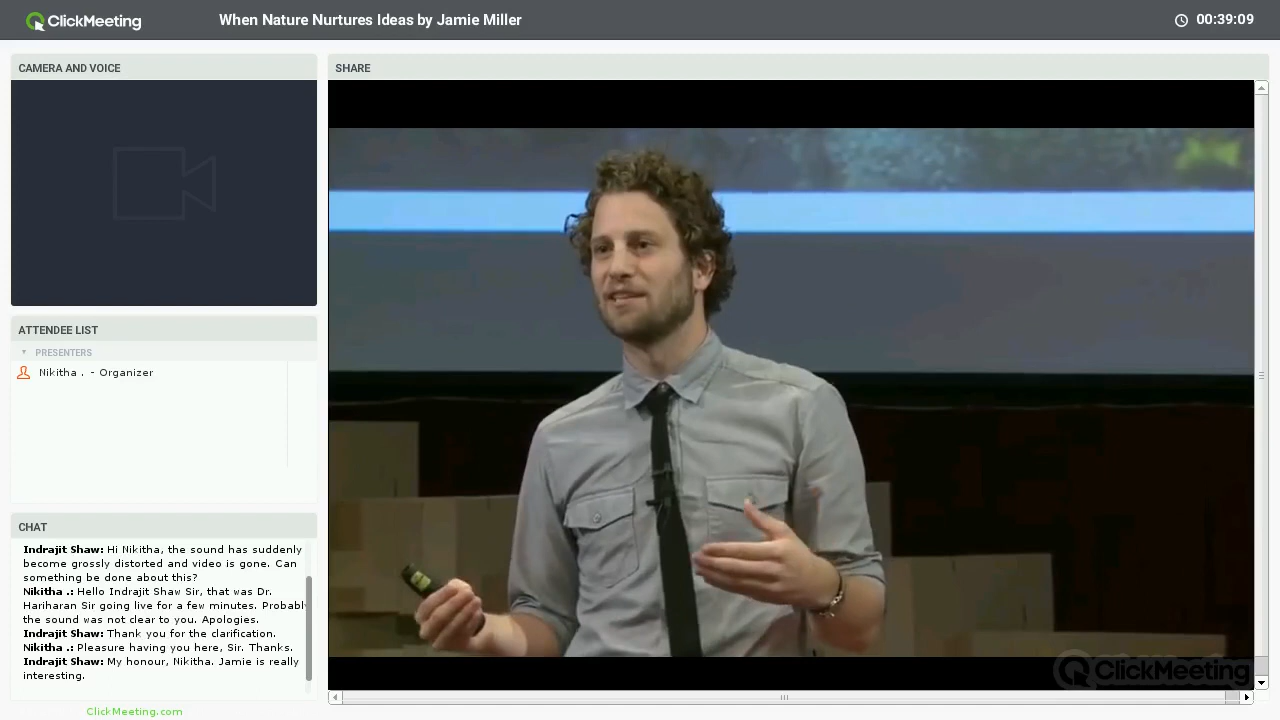 ClickMeeting
When Nature Nurtures Ideas by Jamie Miller
00:39:09
CAMERA AND VOICE
SHARE
ATTENDEE LIST
PRESENTERS
Nikitha . - Organizer
CHAT
Indrajit Shaw: Hi Nikitha, the sound has suddenly
become grossly distorted and video is gone. Can
something be done about this?
Nikitha .: Hello Indrajit Shaw Sir, that was Dr.
Hariharan Sir going live for a few minutes. Probabl
the sound was not clear to you. Apologies.
Indrajit Shaw: Thank you for the clarification.
Nikitha .: Pleasure having you here, Sir. Thanks.
Indrajit Shaw: My honour, Nikitha. Jamie is really
interesting.
ClickMeeting
ClickMeeting.com